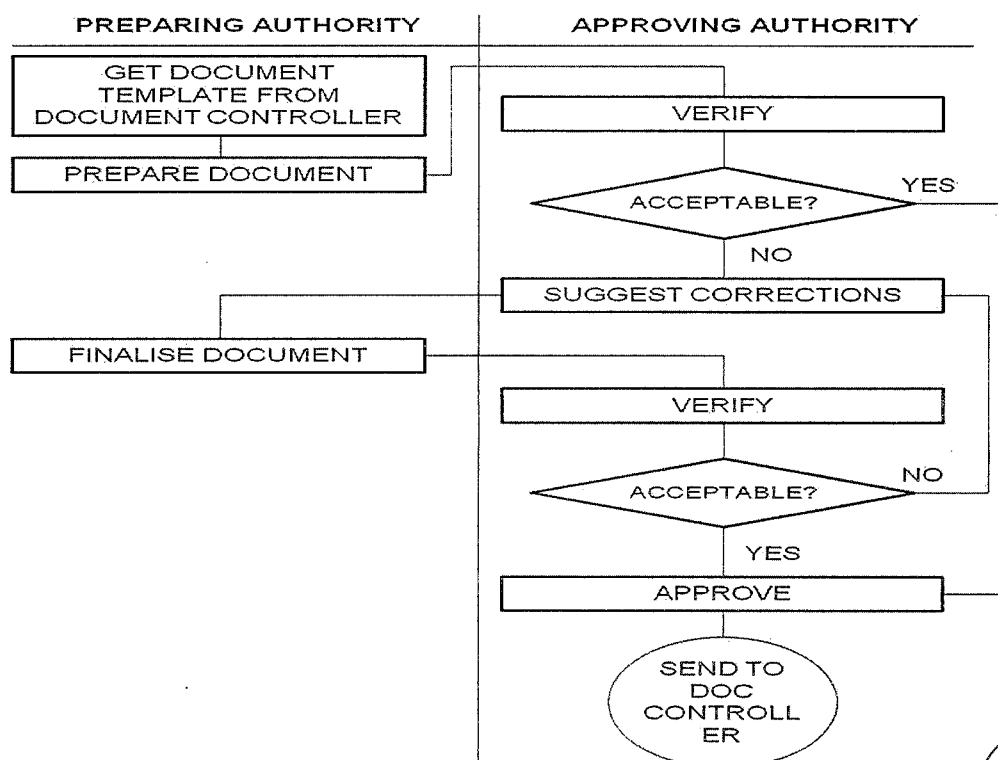 PREPARING AUTHORITY
APPROVING AUTHORITY
GET DOCUMENT
TEMPLATE FROM
DOCUMENT CONTROLLER
VERIFY
PREPARE DOCUMENT
ACCEPTABLE?
YES
NO
SUGGEST CORRECTIONS
FINALISE DOCUMENT
VERIFY
ACCEPTABLE?
NO
YES
APPROVE
SEND TO
DOC
CONTROLL
ER